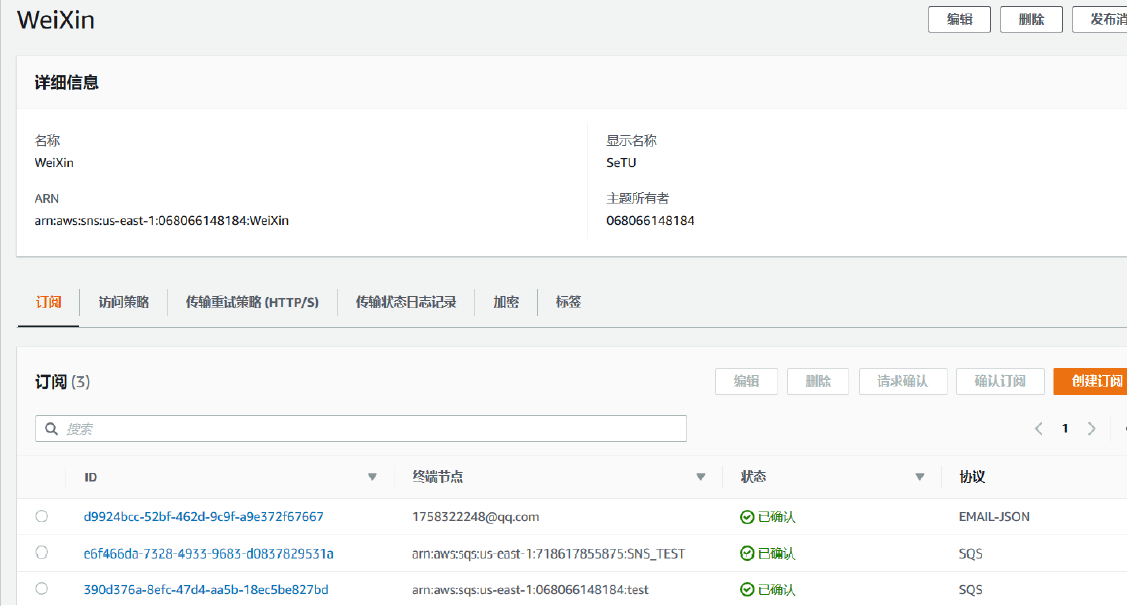 WeiXin
编辑 删除 发布消
详细信息
名称 显示名称
WeiXin SeTU
ARN 主题所有者
arn:aws:sns:us-east-1:068066148184:WeiXin 068066148184
订阅 访问策略 传输重试策略 (HTTP/S) 传输状态日志记录 加密 标签
订阅 (3) 编辑 删除 请求确认 确认订阅 创建订阅
搜索 1
ID 终端节点 状态 协议
d9924bcc-52bf-462d-9c9f-a9e372f67667 1758322248@qq.com 已确认 EMAIL-JSON
e6f466da-7328-4933-9683-d0837829531a arn:aws:sqs:us-east-1:718617855875:SNS_TEST 已确认 SQS
390d376a-8efc-47d4-aa5b-18ec5be827bd arn:aws:sqs:us-east-1:068066148184:test 已确认 SQS